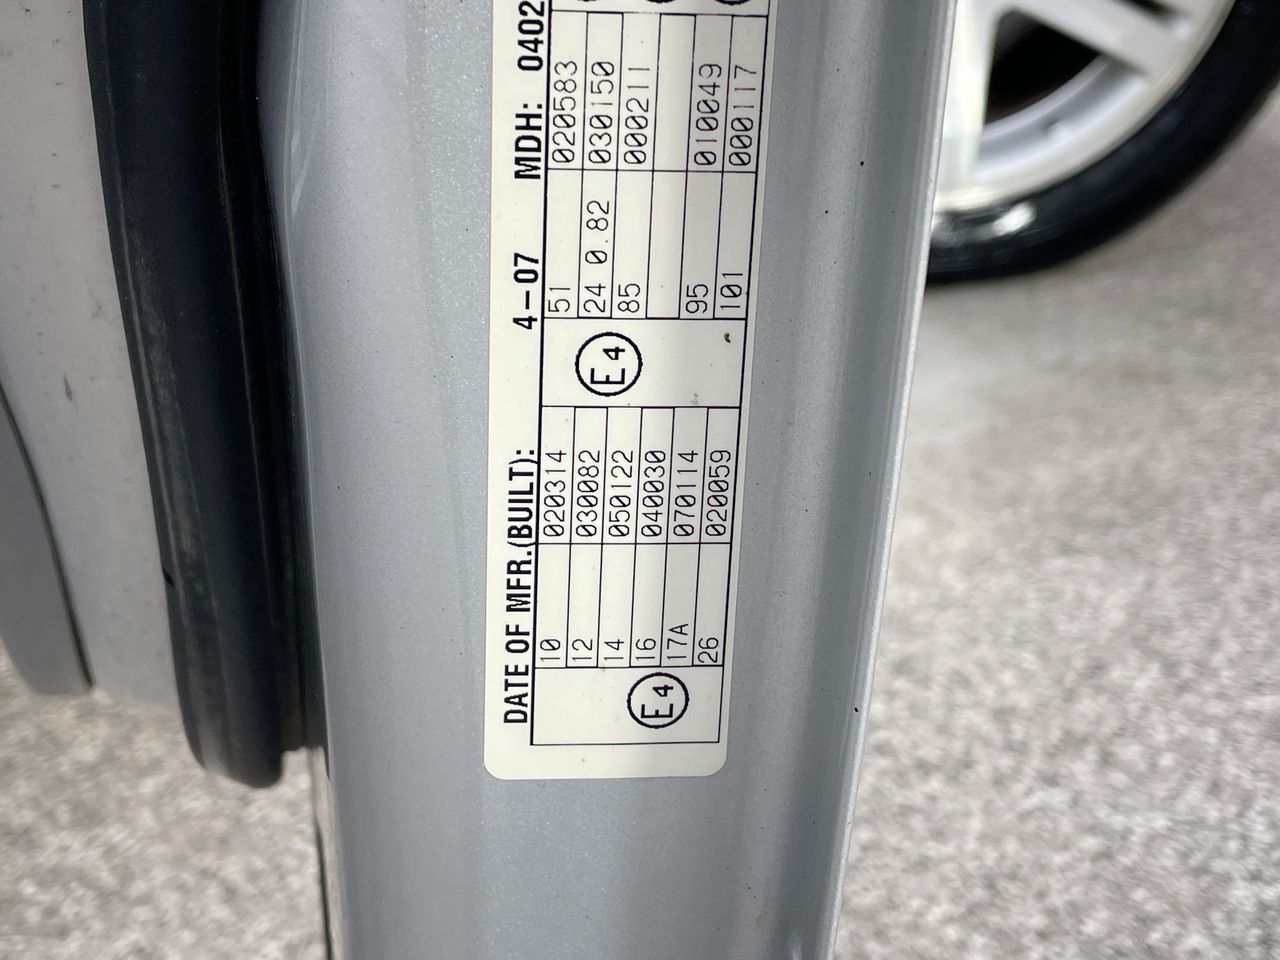 DATE OF MFR.(BUILT): 4-07 MDH: 0402
10 020314 51 020583
12 030082 24 0.82 030150
14 050122 E4 85 000211
E4 16 040030
17A 070114 95 010049
26 020059 101 000117